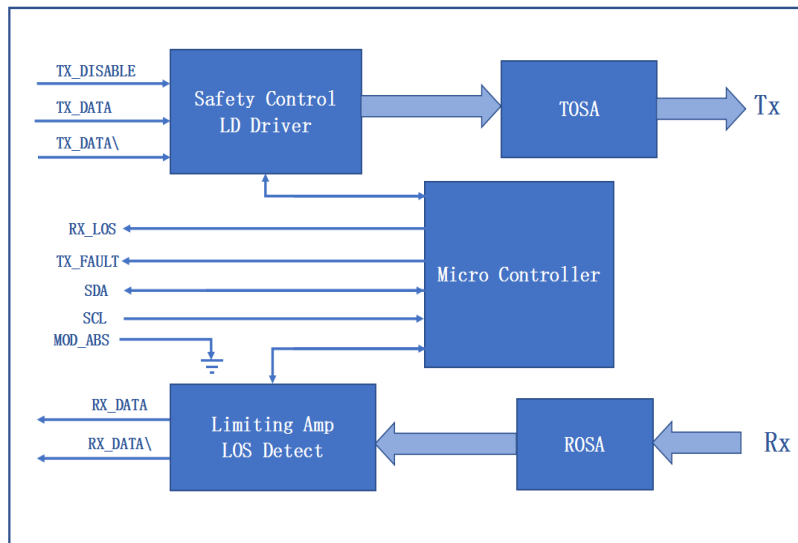 TX_DISABLE
TX_DATA
TX_DATA\
Safety Control
LD Driver
TOSA
Tx
RX_LOS
TX_FAULT
SDA
SCL
MOD_ABS
Micro Controller
RX_DATA
RX_DATA\
Limiting Amp
LOS Detect
ROSA
Rx